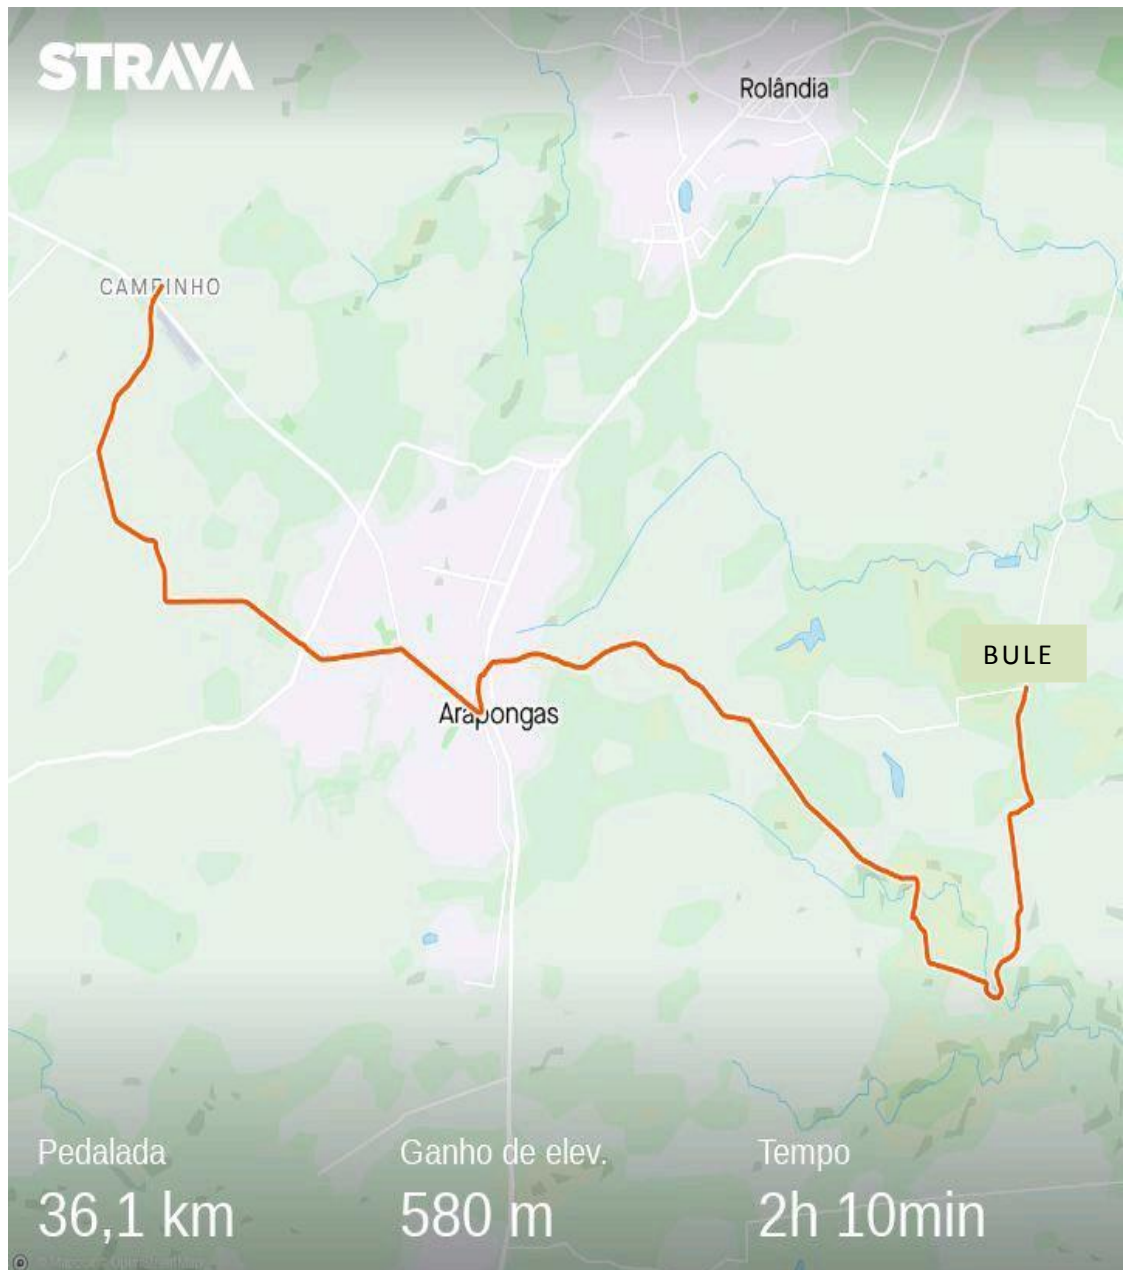 STRAVA
Rolândia
CAMPINHO
BULE
Arapongas
Pedalada
36,1 km
Ganho de elev.
580 m
Tempo
2h 10min